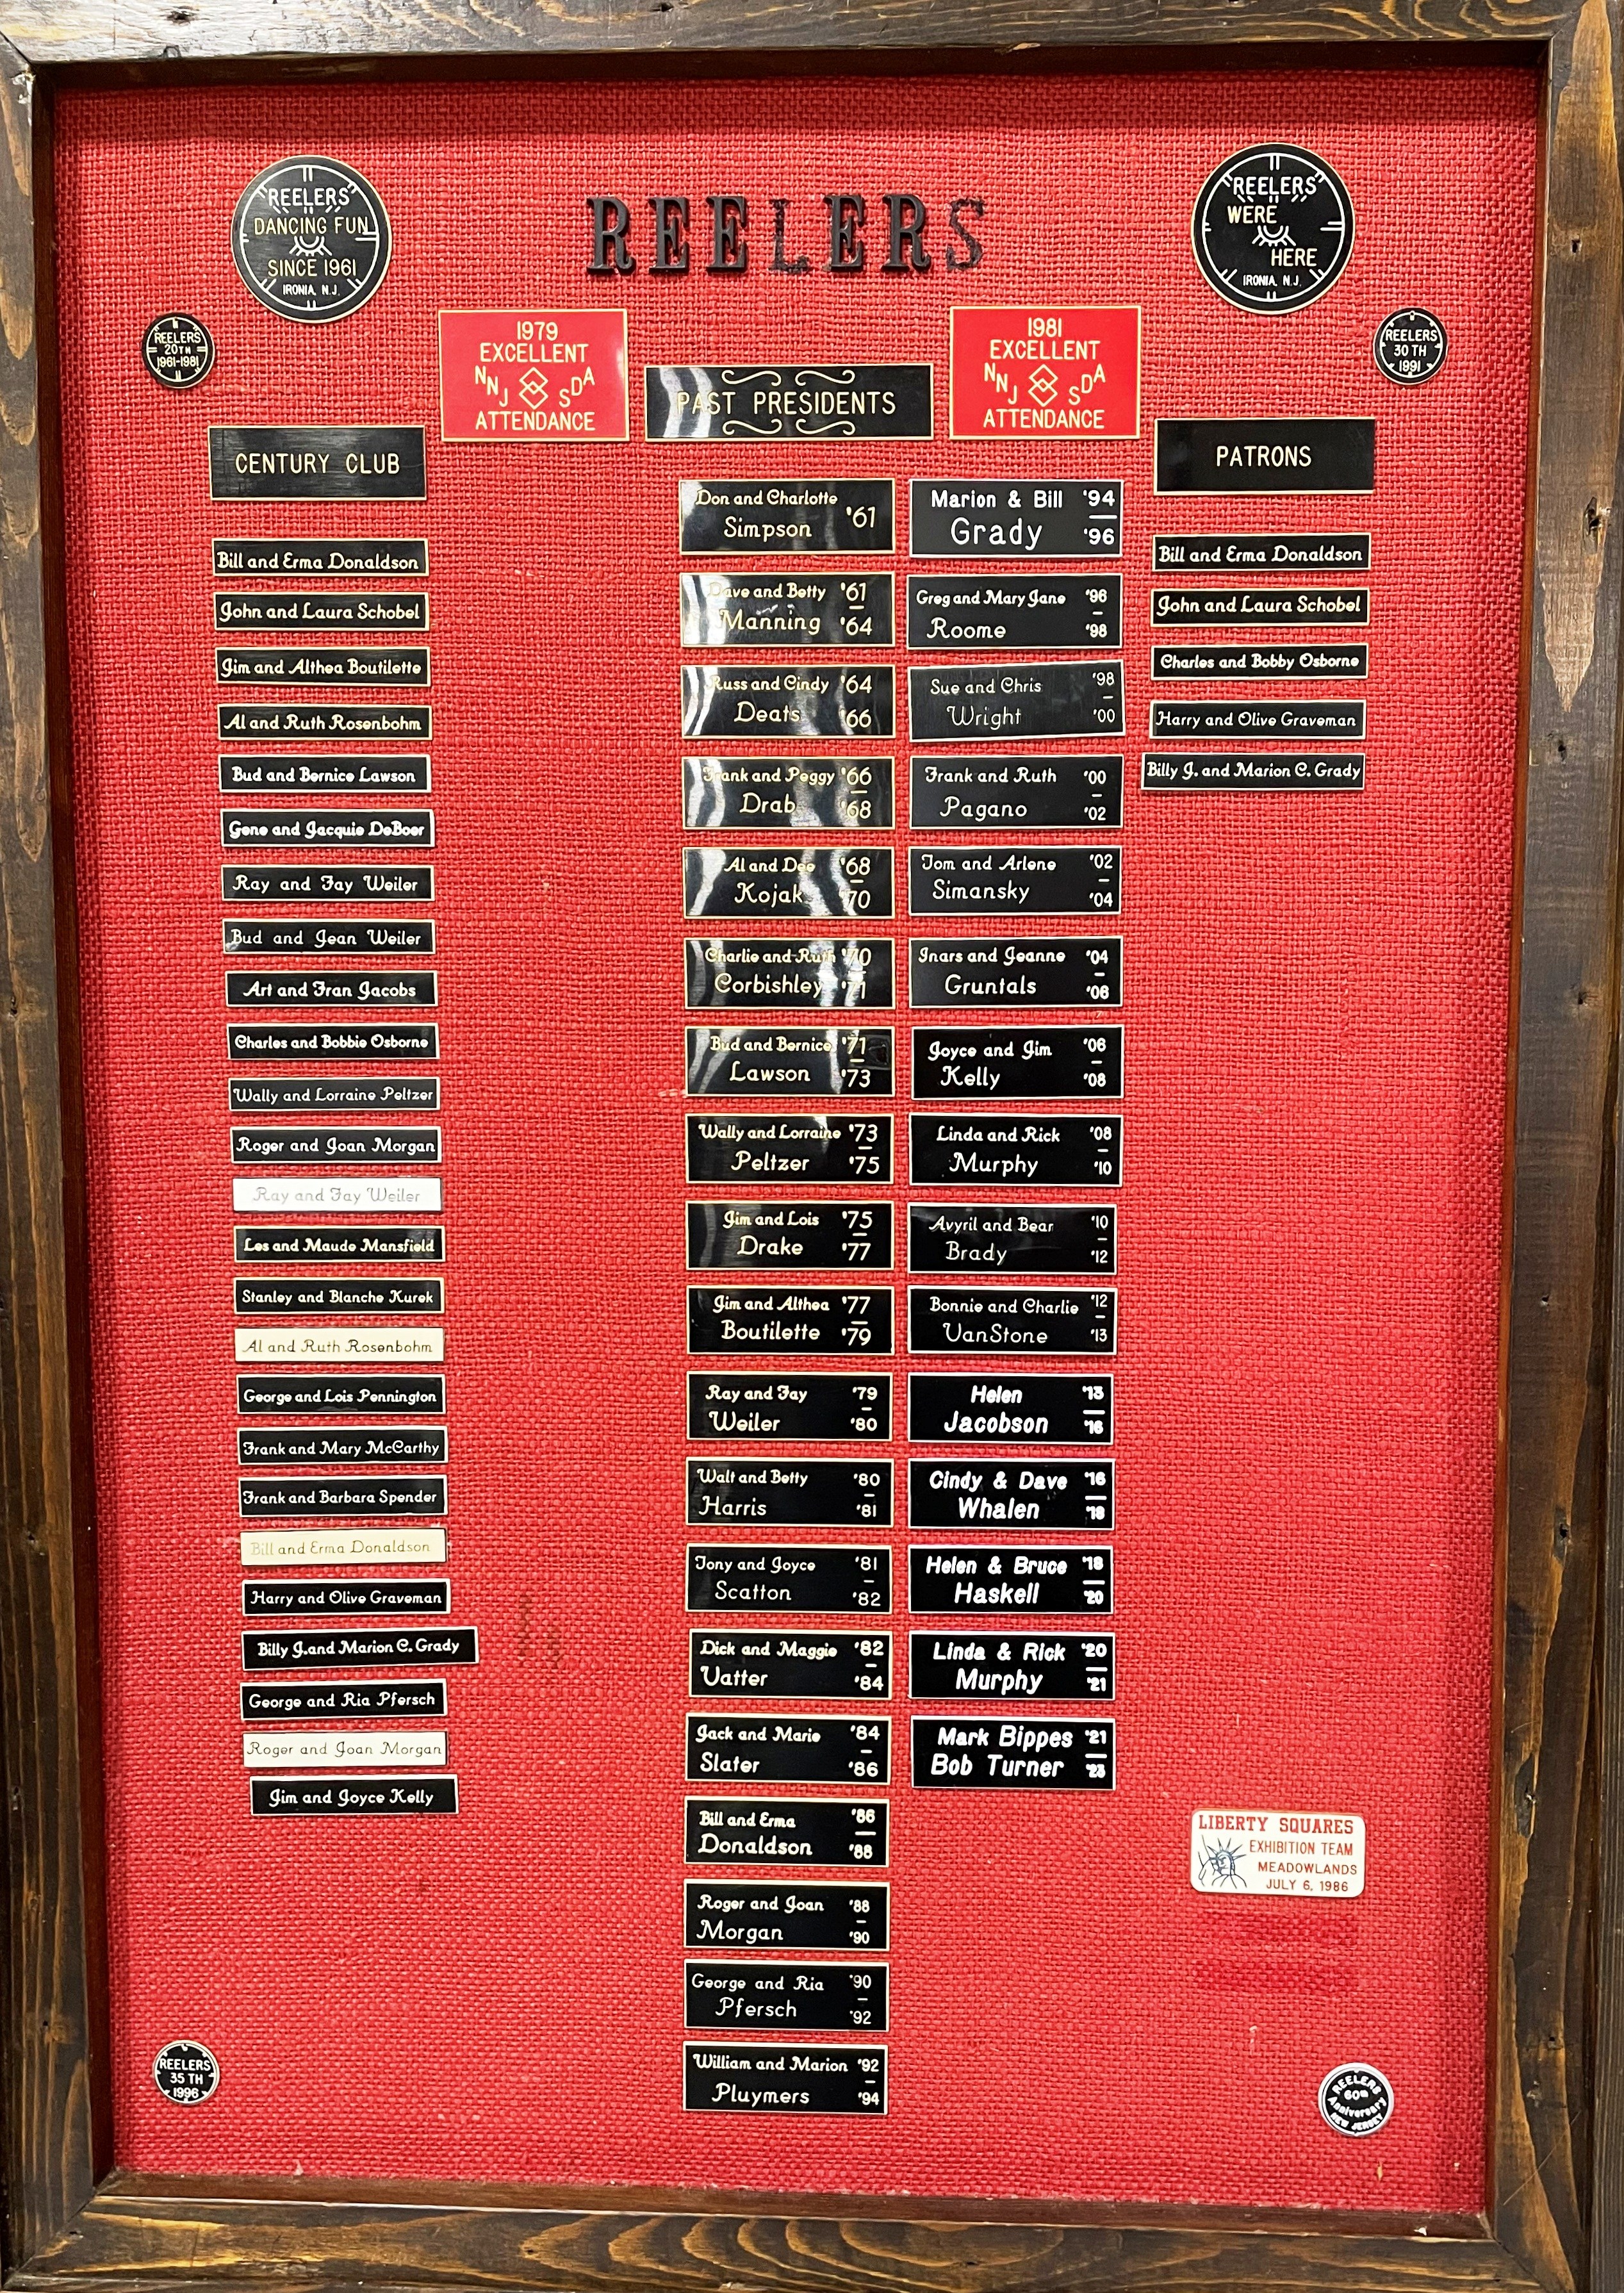 REELERS
DANCING FUN
SINCE 1961
IRONIA, N.J.
REELERS
REELERS
WERE
HERE
IRONIA, N.J.
REELERS
20TH
1961-1981
1979
EXCELLENT
NNJSDA
ATTENDANCE
PAST PRESIDENTS
1981
EXCELLENT
NNJSDA
ATTENDANCE
REELERS
30 TH
1991
CENTURY CLUB
Bill and Erma Donaldson
John and Laura Schobel
Jim and Althea Boutilette
Al and Ruth Rosenbohm
Bud and Bernice Lawson
Gene and Jacquie DeBoer
Ray and Fay Weiler
Bud and Jean Weiler
Art and Fran Jacobs
Charles and Bobbie Osborne
Wally and Lorraine Peltzer
Roger and Joan Morgan
Ray and Fay Weiler
Les and Maude Mansfield
Stanley and Blanche Kurek
Al and Ruth Rosenbohm
George and Lois Pennington
Frank and Mary McCarthy
Frank and Barbara Spender
Bill and Erma Donaldson
Harry and Olive Graveman
Billy J. and Marion C. Grady
George and Ria Pfersch
Roger and Joan Morgan
Jim and Joyce Kelly
Don and Charlotte
Simpson '61
Dave and Betty '61
Manning '64
Russ and Cindy '64
Deats '66
Frank and Peggy '66
Drab '68
Al and Dee '68
Kojak '70
Charlie and Ruth '70
Corbishley '71
Bud and Bernice '71
Lawson '73
Wally and Lorraine '73
Peltzer '75
Jim and Lois '75
Drake '77
Jim and Althea '77
Boutilette '79
Ray and Fay '79
Weiler '80
Walt and Betty '80
Harris '81
Tony and Joyce '81
Scatton '82
Dick and Maggie '82
Vatter '84
Jack and Marie '84
Slater '86
Bill and Erma '86
Donaldson '88
Roger and Joan '88
Morgan '90
George and Ria '90
Pfersch '92
William and Marion '92
Pluymers '94
Marion & Bill '94
Grady '96
Greg and Mary Jane '96
Roome '98
Sue and Chris '98
Wright '00
Frank and Ruth '00
Pagano '02
Tom and Arlene '02
Simansky '04
Inars and Jeanne '04
Gruntals '06
Joyce and Jim '06
Kelly '08
Linda and Rick '08
Murphy '10
Avyril and Bear '10
Brady '12
Bonnie and Charlie '12
VanStone '13
Helen '13
Jacobson '16
Cindy & Dave '16
Whalen '18
Helen & Bruce '18
Haskell '20
Linda & Rick '20
Murphy '21
Mark Bippes '21
Bob Turner '23
PATRONS
Bill and Erma Donaldson
John and Laura Schobel
Charles and Bobby Osborne
Harry and Olive Graveman
Billy J. and Marion C. Grady
LIBERTY SQUARES
EXHIBITION TEAM
MEADOWLANDS
JULY 6, 1986
REELERS
35 TH
1996
REELERS
60th
Anniversary
NEW JERSEY